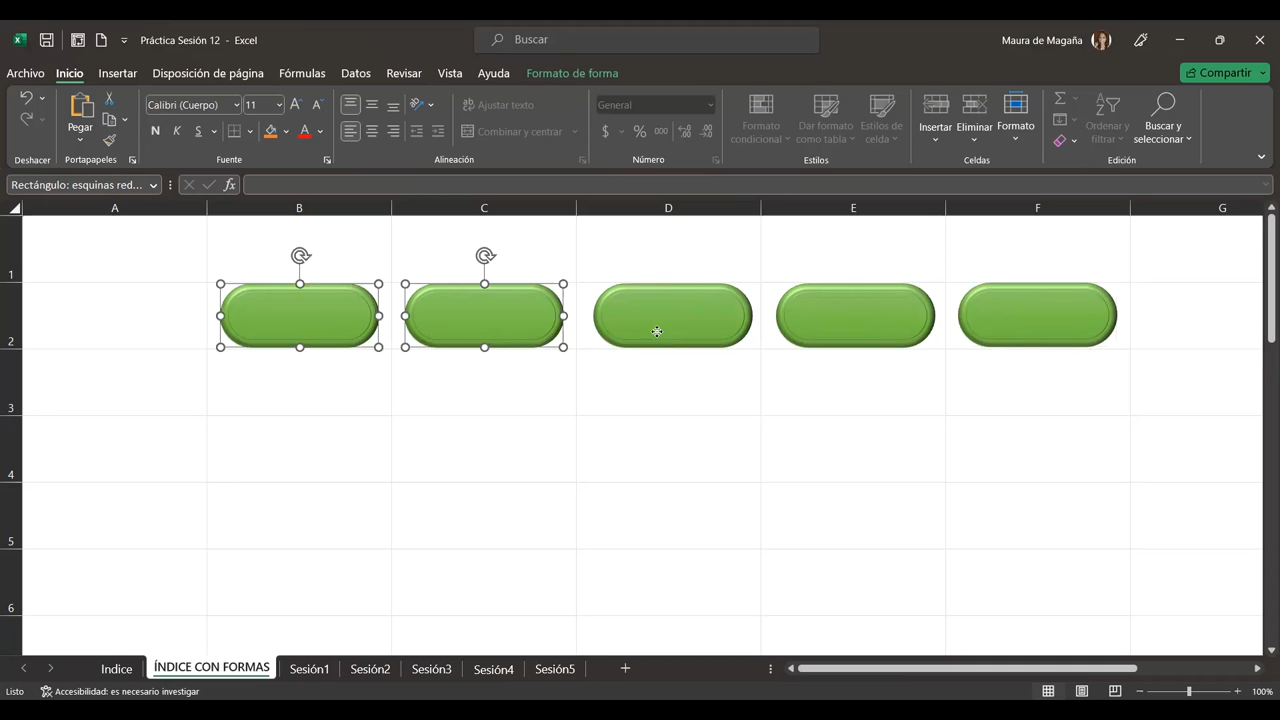 Práctica Sesión 12 - Excel
Buscar
Maura de Magaña
Archivo Inicio Insertar Disposición de página Fórmulas Datos Revisar Vista Ayuda Formato de forma
Compartir
Pegar
Calibri (Cuerpo) 11
N K S
Ajustar texto
Combinar y centrar
General
$ % 000
Formato condicional
Dar formato como tabla
Estilos de celda
Insertar
Eliminar
Formato
Ordenar y filtrar
Buscar y seleccionar
Deshacer Portapapeles Fuente Alineación Número Estilos Celdas Edición
Rectángulo: esquinas red...
fx
A B C D E F G
1
2
3
4
5
6
Indice ÍNDICE CON FORMAS Sesión1 Sesión2 Sesión3 Sesión4 Sesión5
Listo Accesibilidad: es necesario investigar 100%